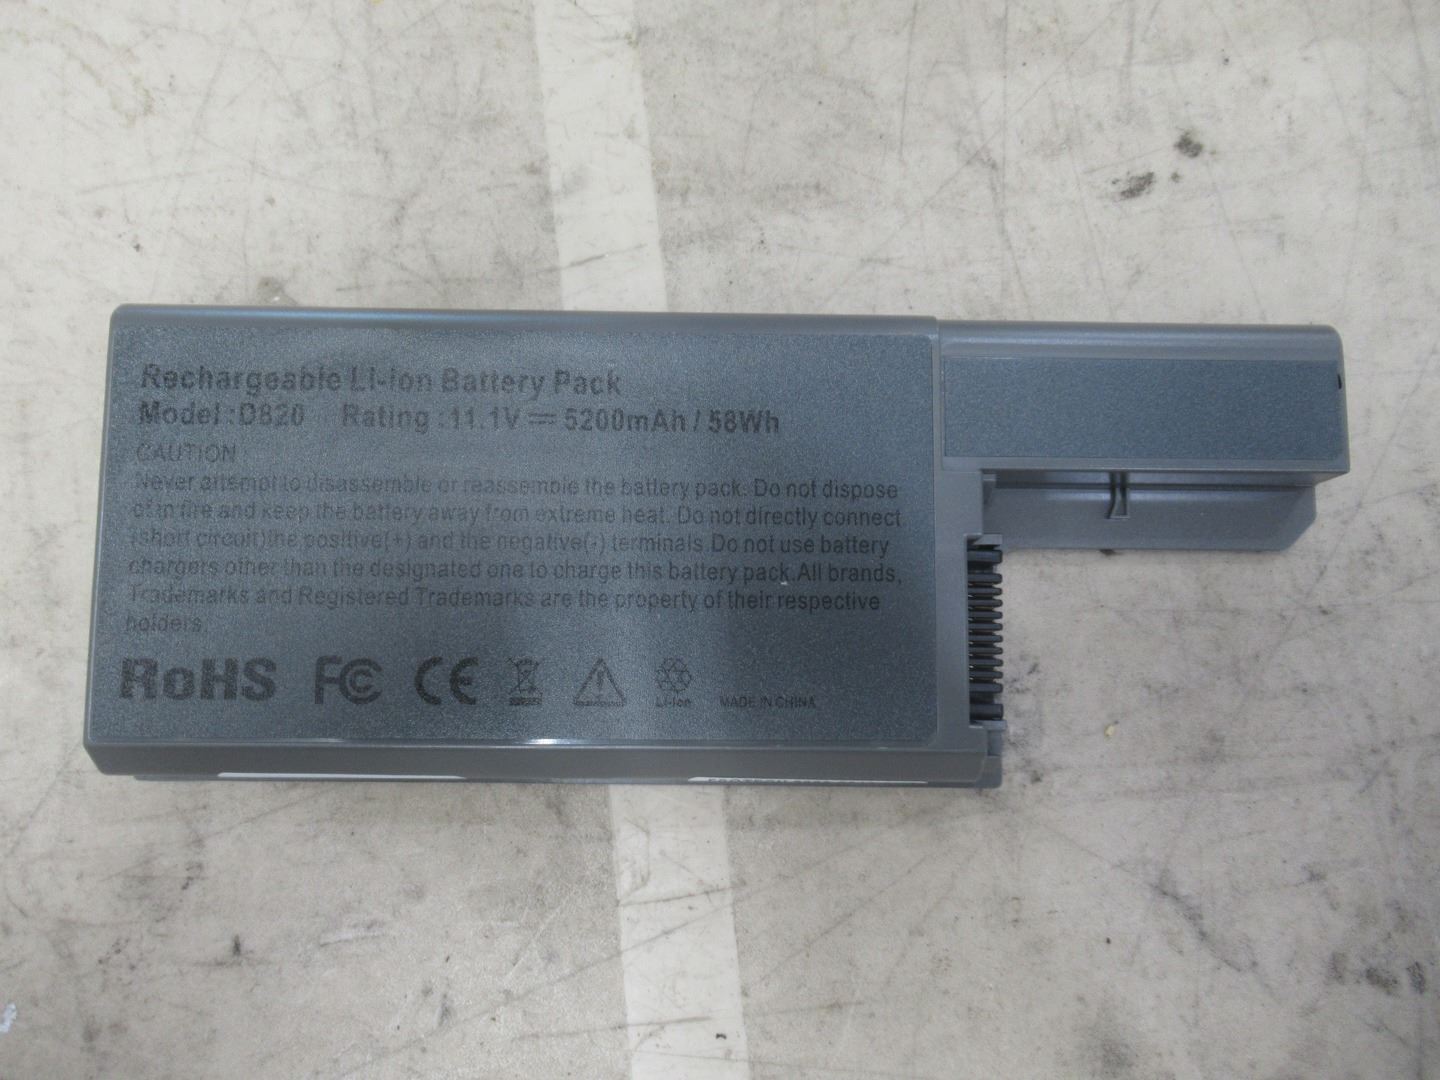 Rechargeable Li-ion Battery Pack
Model :D820 Rating :11.1V 5200mAh / 58Wh
CAUTION :
Never attempt to disassemble or reassemble the battery pack. Do not dispose
of in fire and keep the battery away from extreme heat. Do not directly connect
(short circuit)the positive(+) and the negative(-) terminals.Do not use battery
chargers other than the designated one to charge this battery pack.All brands,
Trademarks and Registered Trademarks are the property of their respective
holders.
RoHS FC CE Li-ion MADE IN CHINA